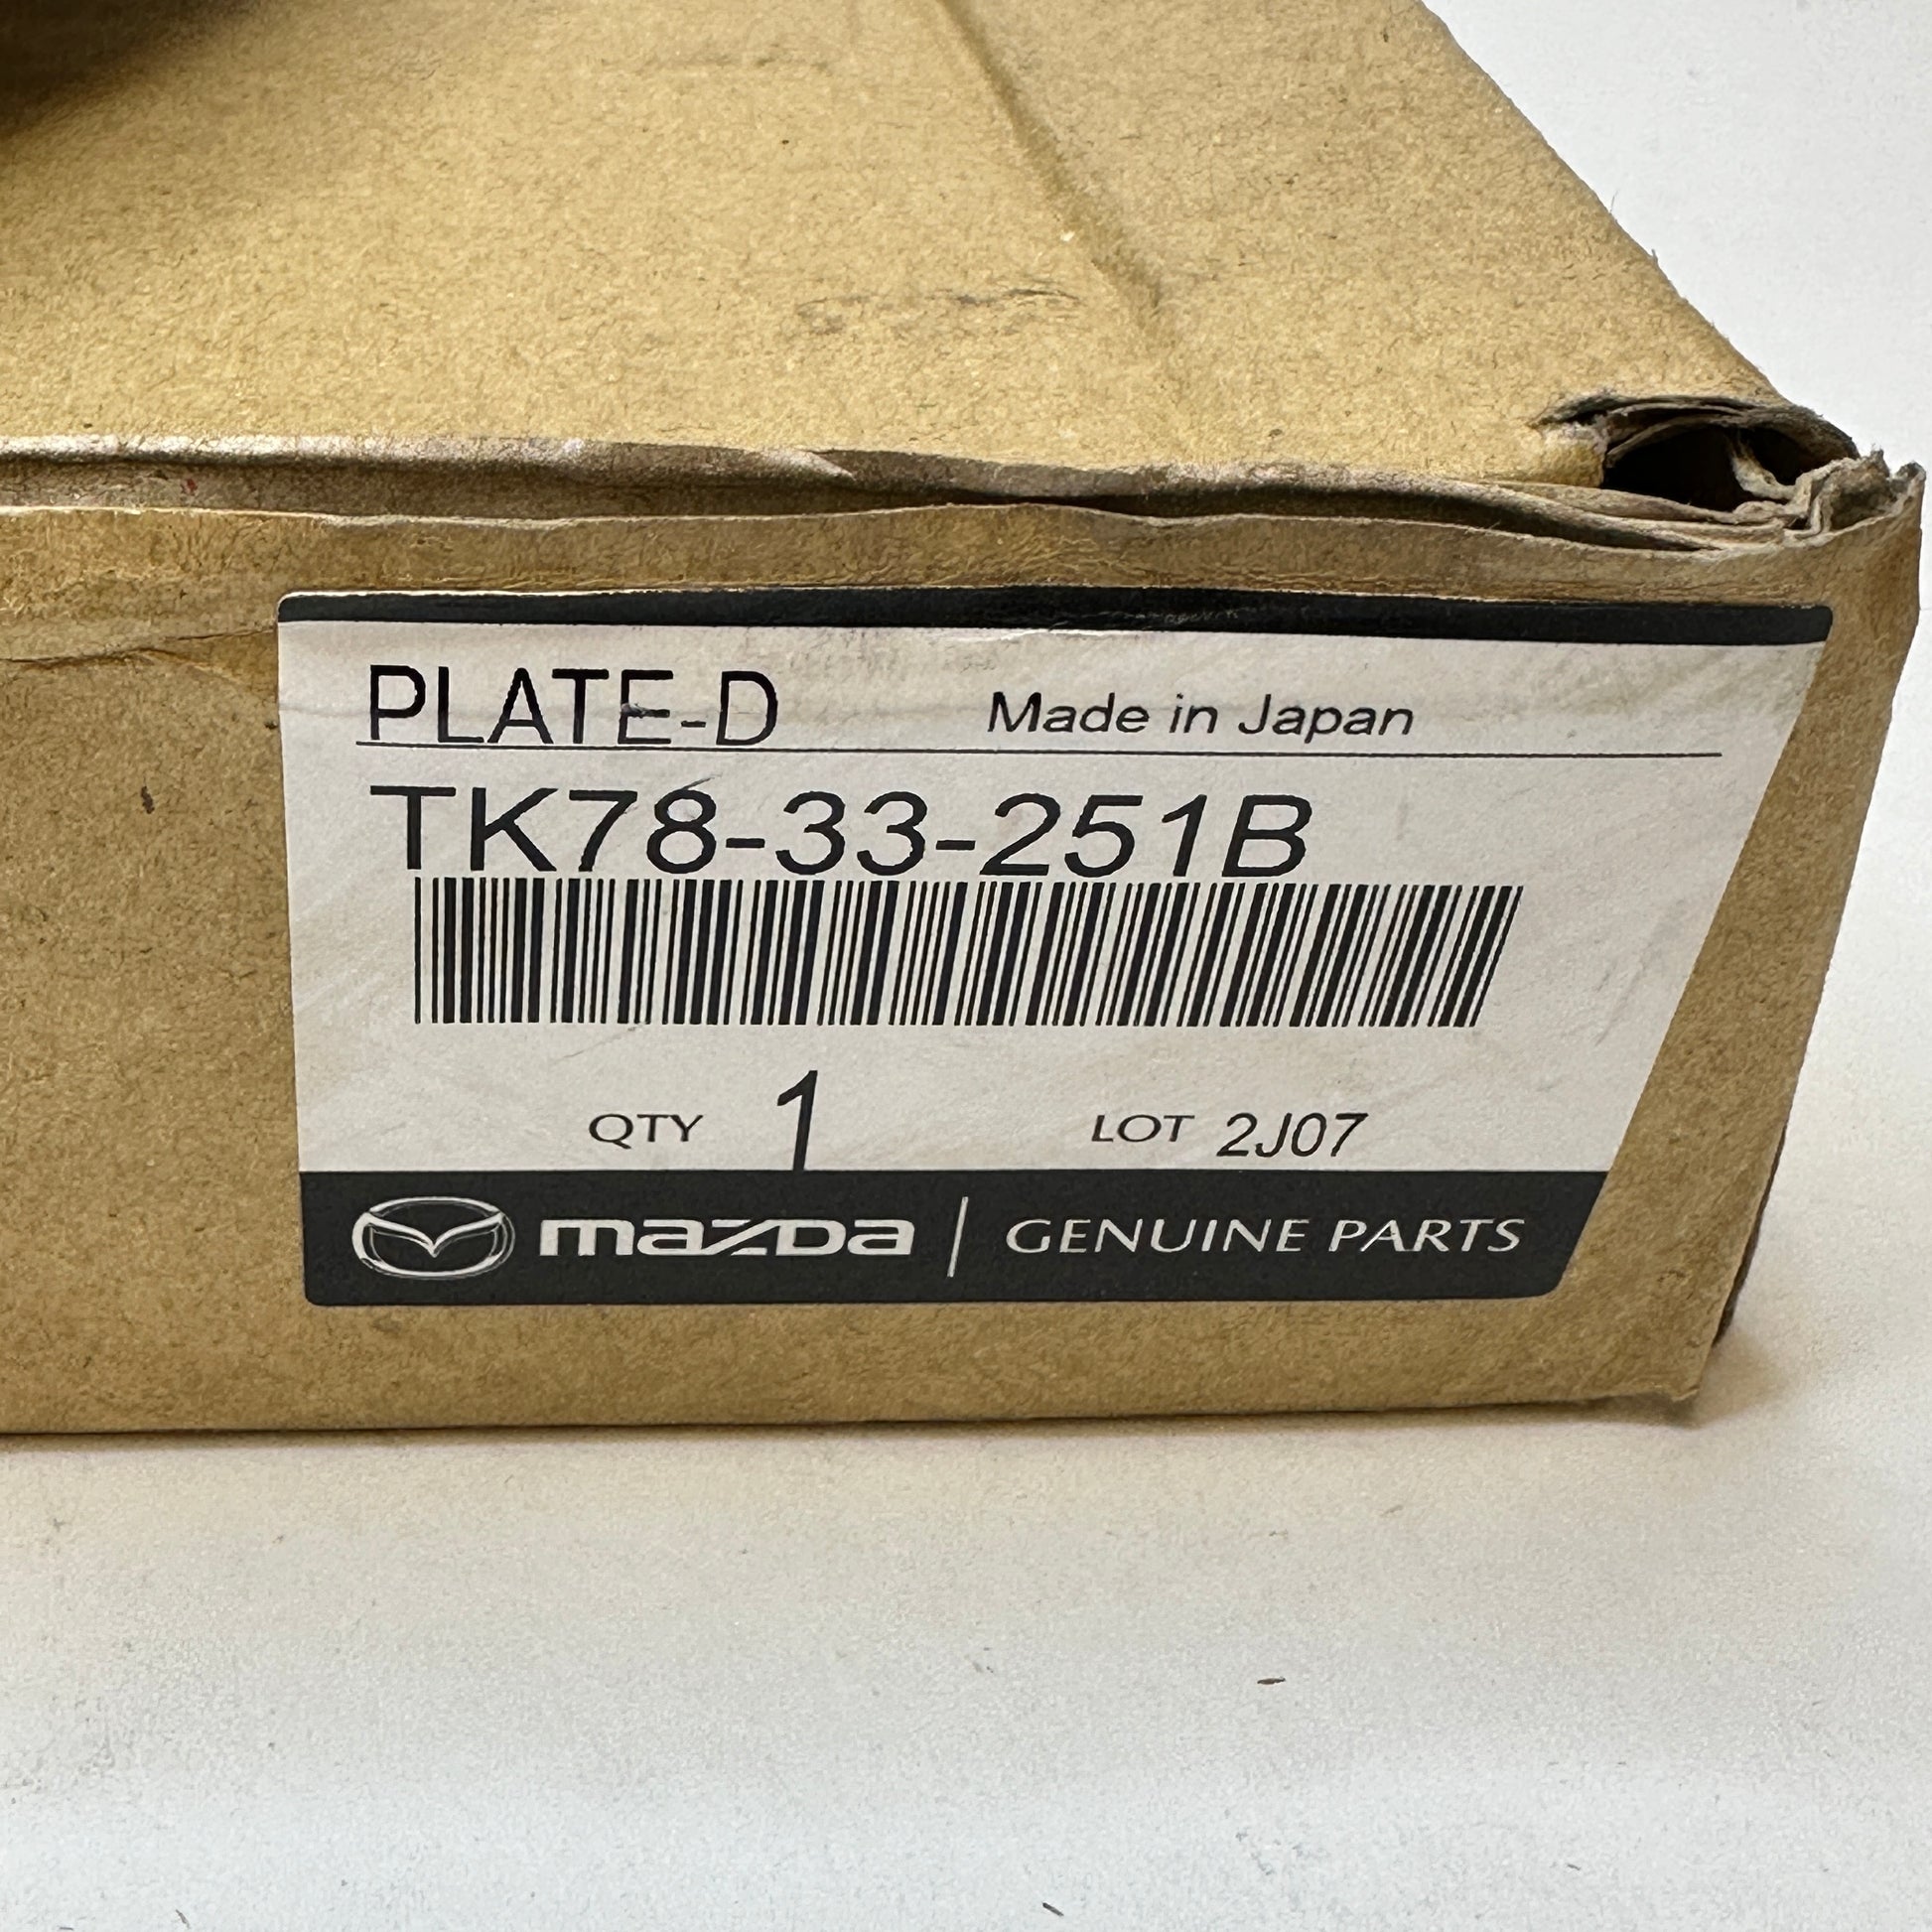 PLATE-D Made in Japan
TK78-33-251B
QTY 1 LOT 2J07
mazda | GENUINE PARTS